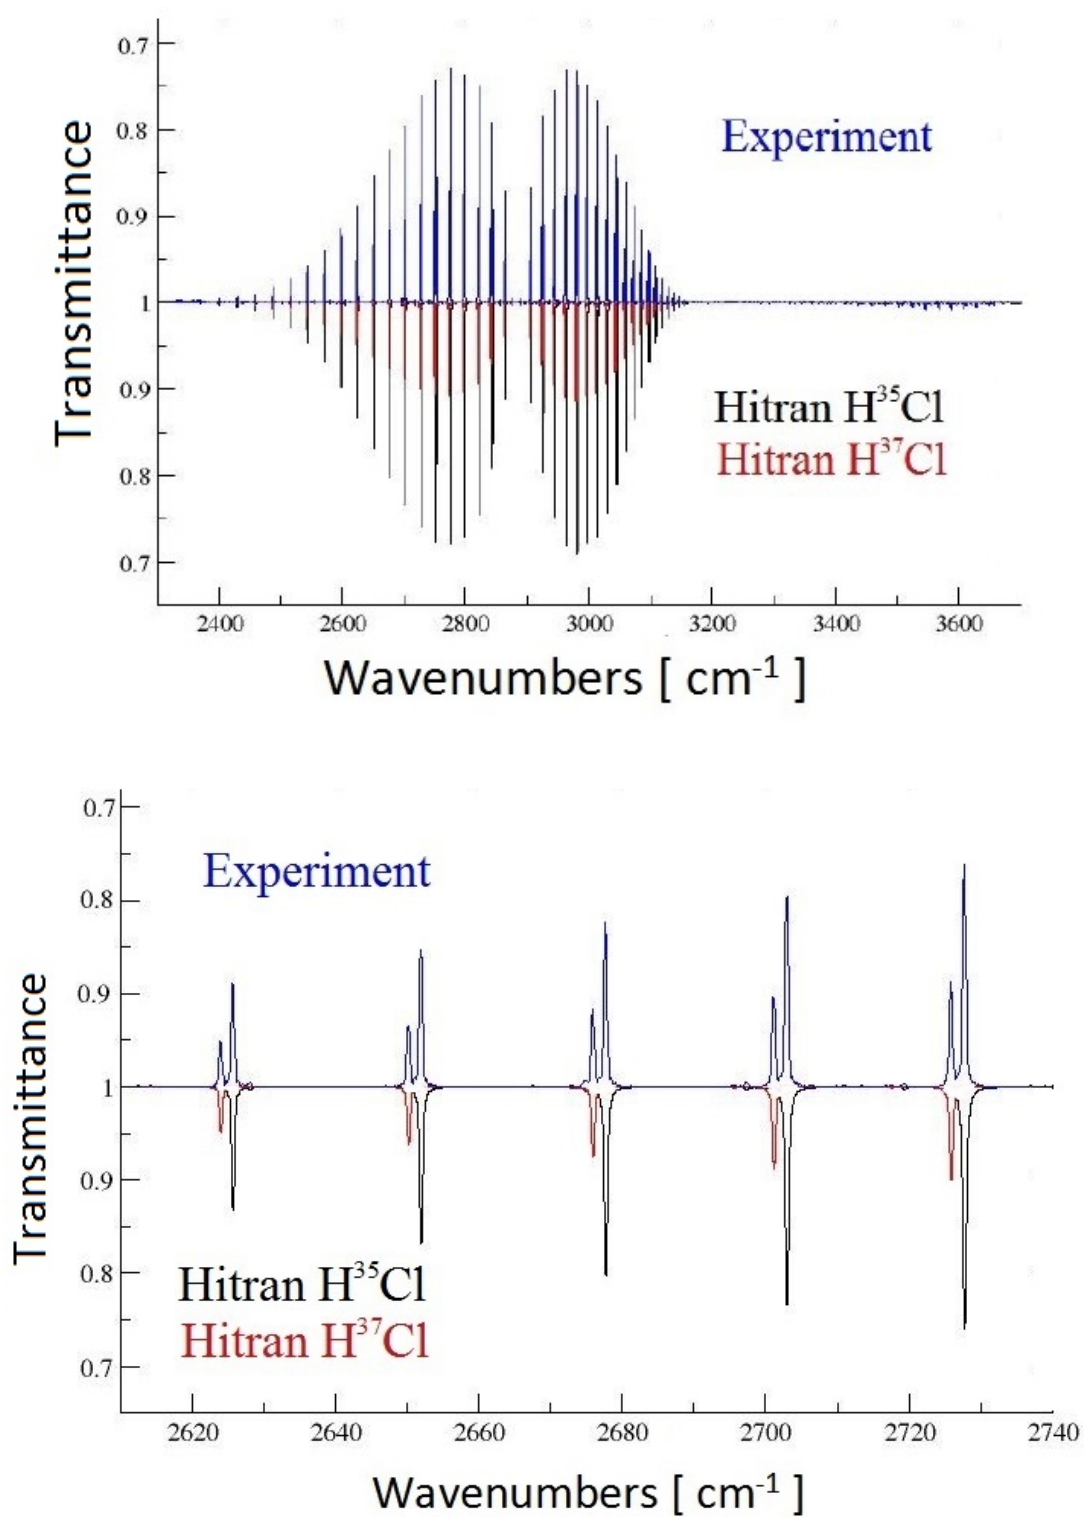 0.7
0.8
0.9
1
0.9
0.8
0.7
Transmittance
Experiment
Hitran H³⁵Cl
Hitran H³⁷Cl
2400 2600 2800 3000 3200 3400 3600
Wavenumbers [ cm⁻¹ ]
0.7
0.8
0.9
1
0.9
0.8
0.7
Transmittance
Experiment
Hitran H³⁵Cl
Hitran H³⁷Cl
2620 2640 2660 2680 2700 2720 2740
Wavenumbers [ cm⁻¹ ]